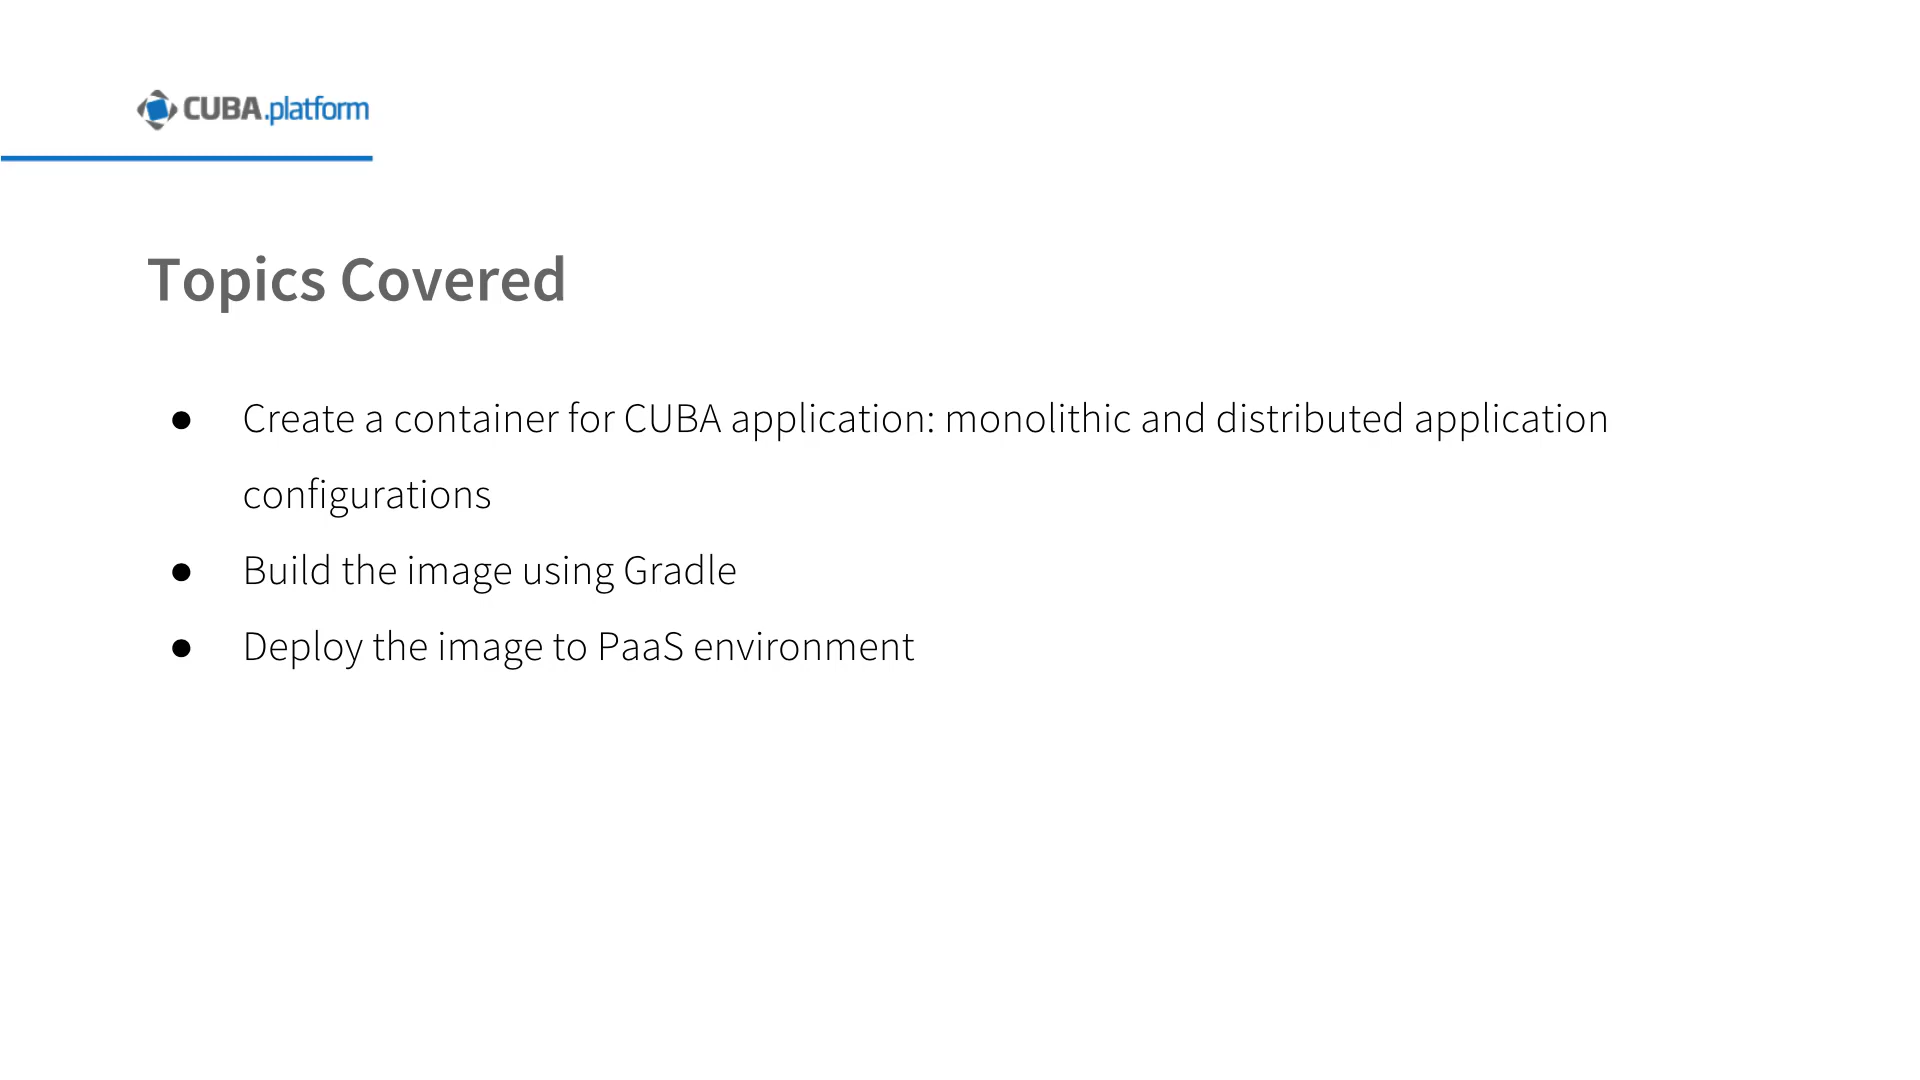 CUBA.platform
Topics Covered
● Create a container for CUBA application: monolithic and distributed application
configurations
● Build the image using Gradle
● Deploy the image to PaaS environment